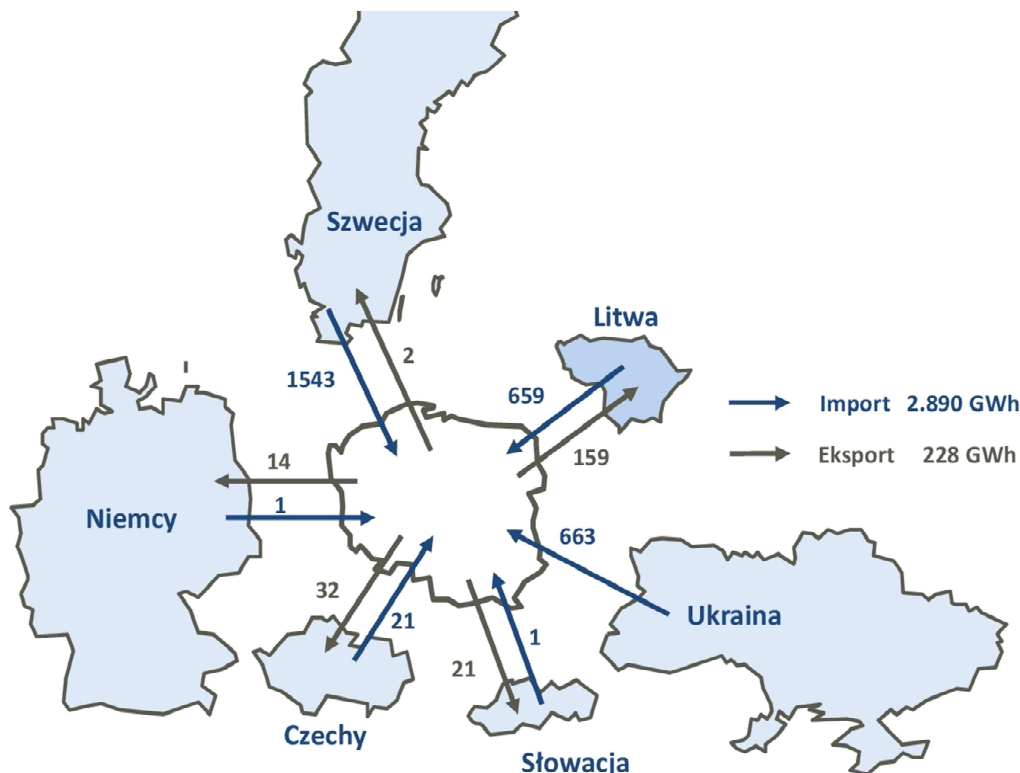 Szwecja
Litwa
2
1543
659
Import 2.890 GWh
159
Eksport 228 GWh
14
1
Niemcy
663
32
21
Ukraina
1
21
Czechy
Słowacja